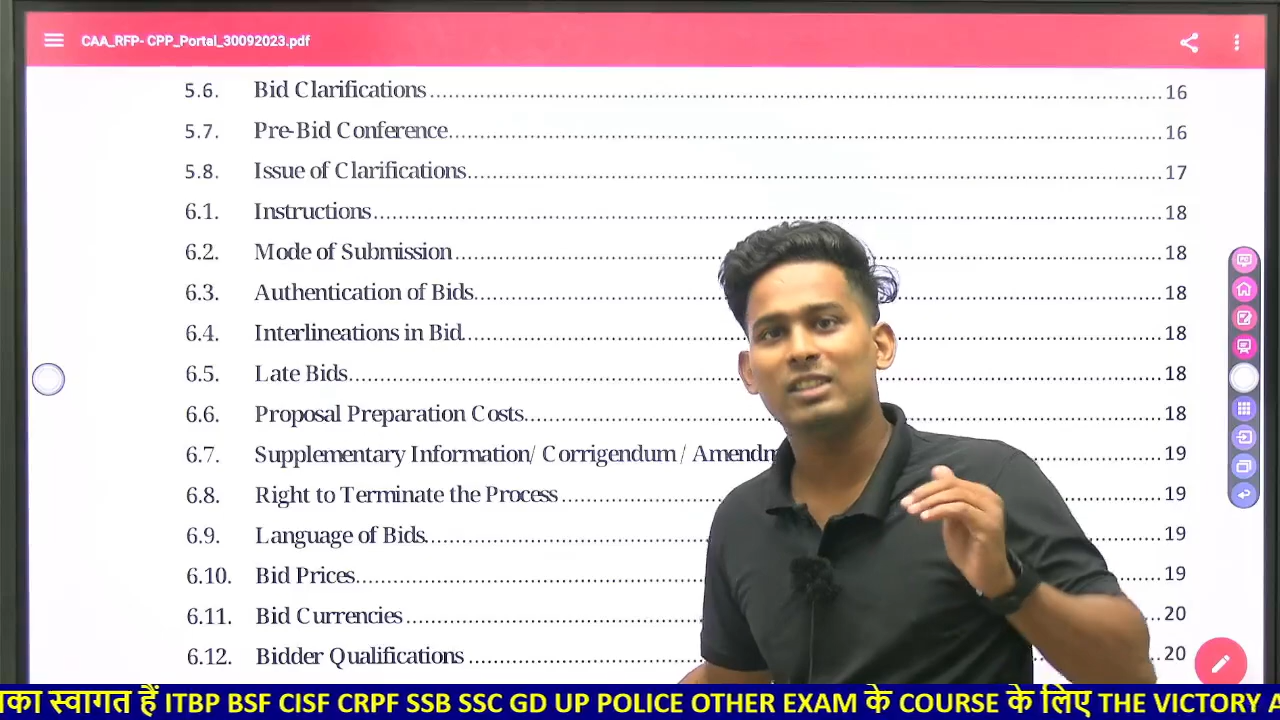 CAA_RFP- CPP_Portal_30092023.pdf
5.6. Bid Clarifications 16
5.7. Pre-Bid Conference 16
5.8. Issue of Clarifications 17
6.1. Instructions 18
6.2. Mode of Submission 18
6.3. Authentication of Bids 18
6.4. Interlineations in Bid 18
6.5. Late Bids 18
6.6. Proposal Preparation Costs 18
6.7. Supplementary Information/ Corrigendum / 19
6.8. Right to Terminate the Process 19
6.9. Language of Bids 19
6.10. Bid Prices 19
6.11. Bid Currencies 20
6.12. Bidder Qualifications 20
स्वागत हैं ITBP BSF CISF CRPF SSB SSC GD UP POLICE OTHER EXAM के COURSE के लिए THE VICTORY